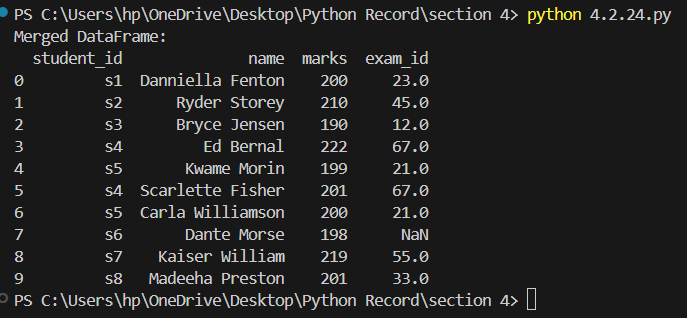 PS C:\Users\hp\OneDrive\Desktop\Python Record\section 4> python 4.2.24.py
Merged DataFrame:
  student_id              name  marks  exam_id
0         s1  Danniella Fenton    200     23.0
1         s2      Ryder Storey    210     45.0
2         s3      Bryce Jensen    190     12.0
3         s4         Ed Bernal    222     67.0
4         s5       Kwame Morin    199     21.0
5         s4  Scarlette Fisher    201     67.0
6         s5  Carla Williamson    200     21.0
7         s6       Dante Morse    198      NaN
8         s7    Kaiser William    219     55.0
9         s8   Madeeha Preston    201     33.0
PS C:\Users\hp\OneDrive\Desktop\Python Record\section 4>